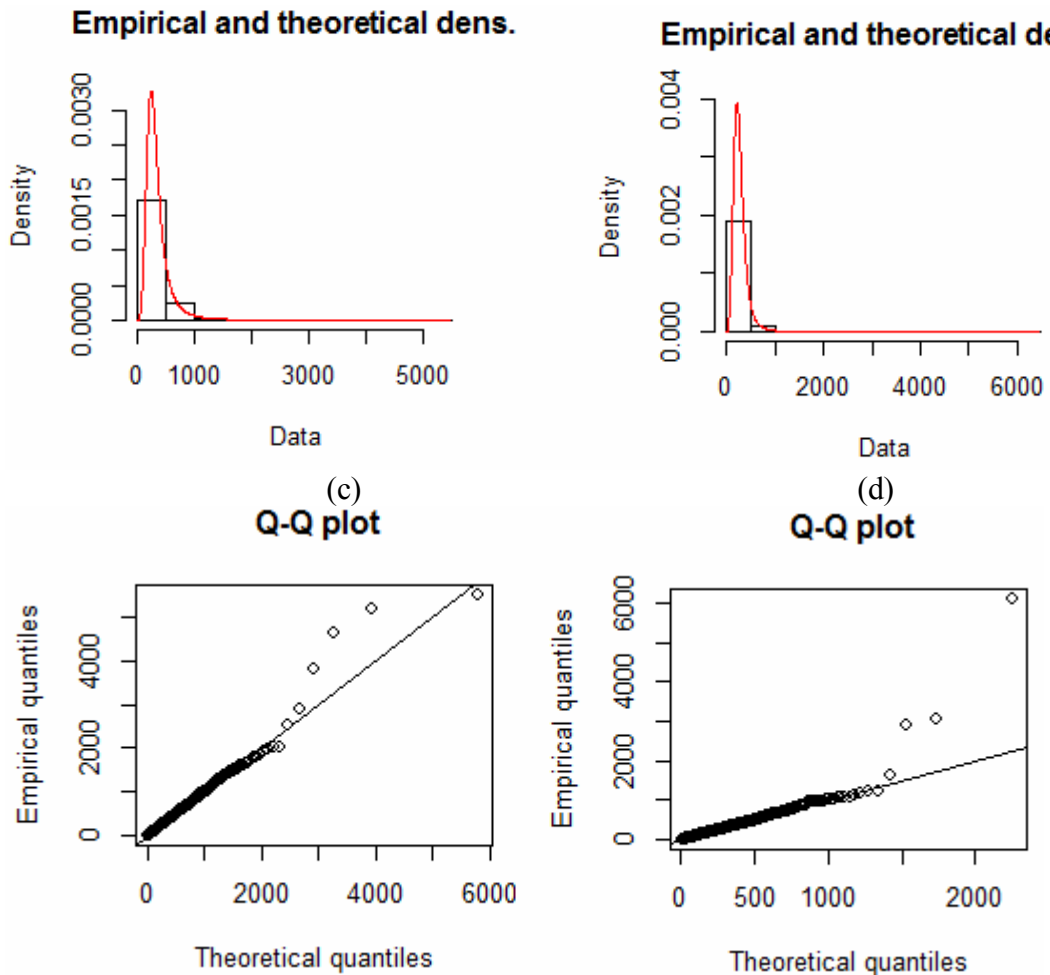 Empirical and theoretical dens.
Density
0.0000 0.0015 0.0030
0 1000 3000 5000
Data
Empirical and theoretical de
Density
0.000 0.002 0.004
0 2000 4000 6000
Data
(c)
(d)
Q-Q plot
Empirical quantiles
0 2000 4000
0 2000 4000 6000
Theoretical quantiles
Q-Q plot
Empirical quantiles
0 2000 4000 6000
0 500 1000 2000
Theoretical quantiles